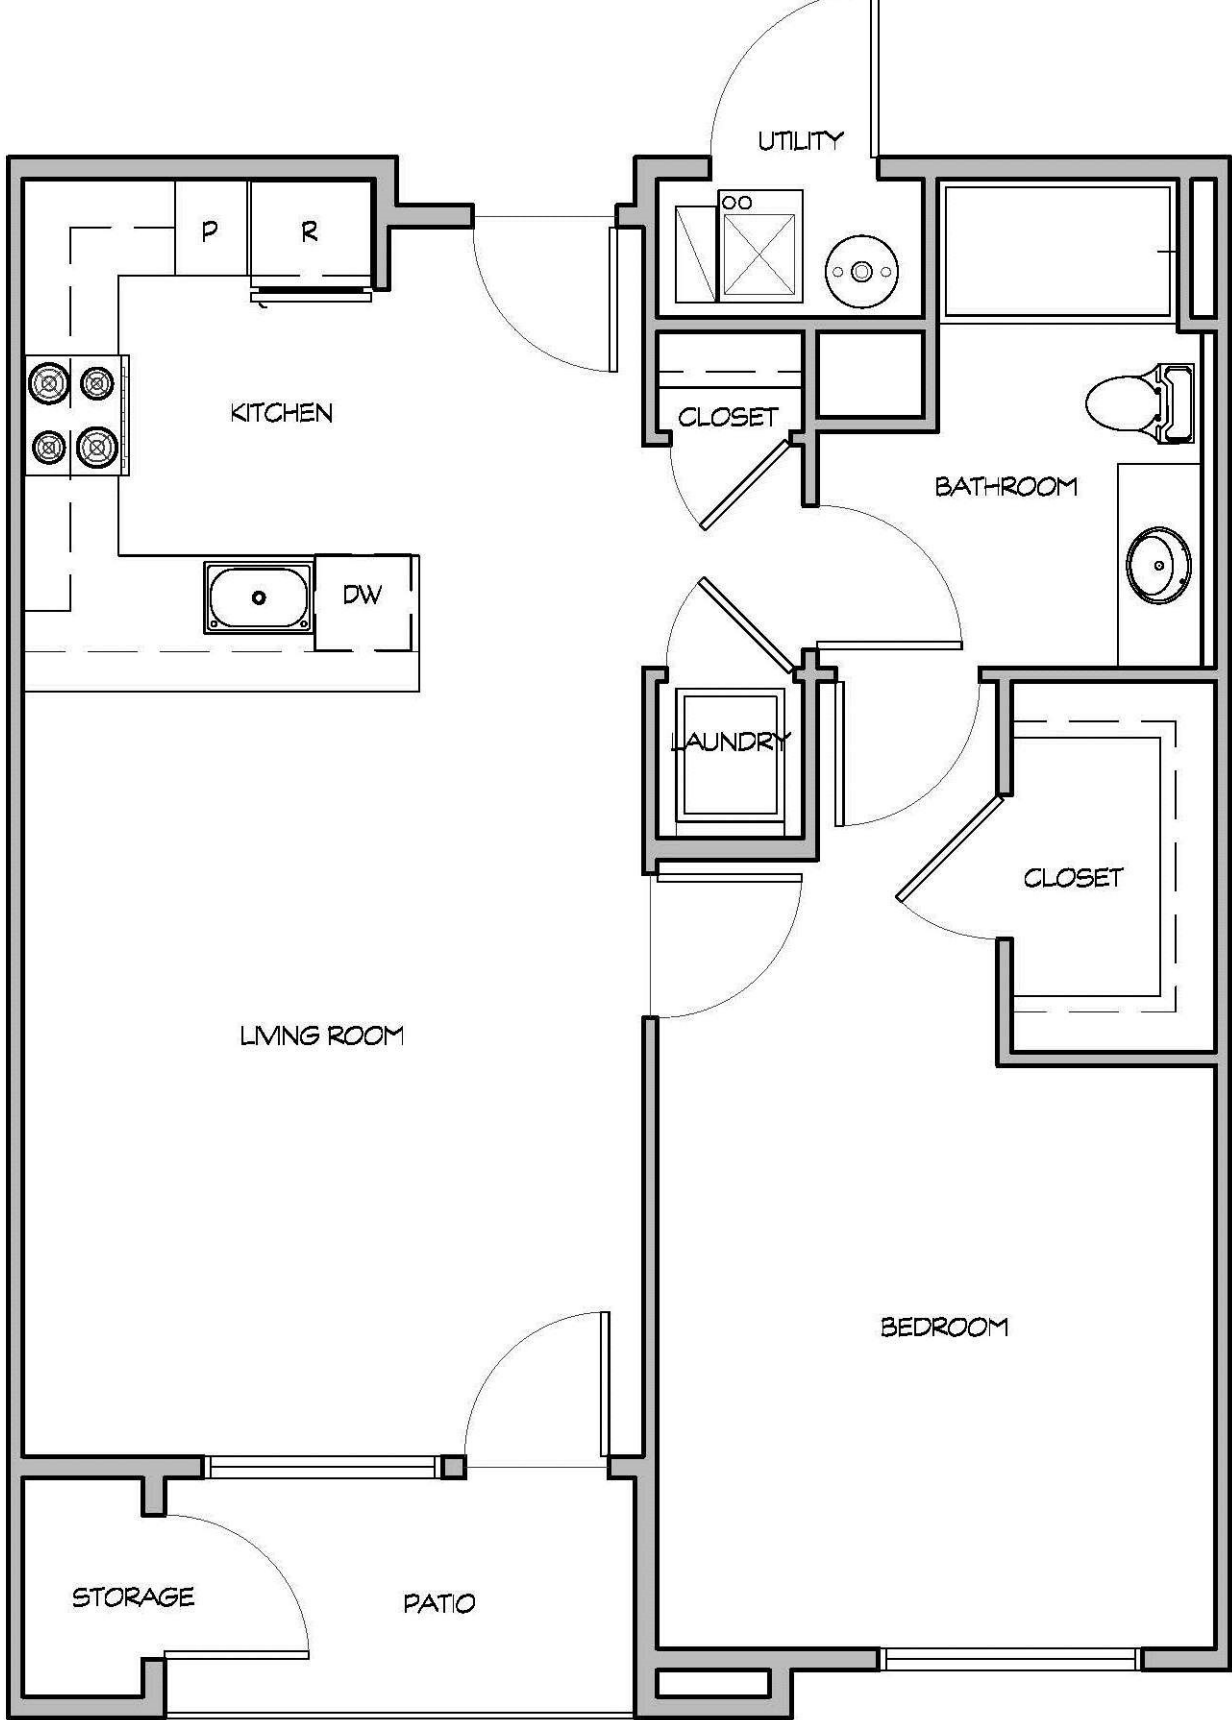 UTILITY
P
R
KITCHEN
CLOSET
BATHROOM
DW
LAUNDRY
CLOSET
LIVING ROOM
BEDROOM
STORAGE
PATIO